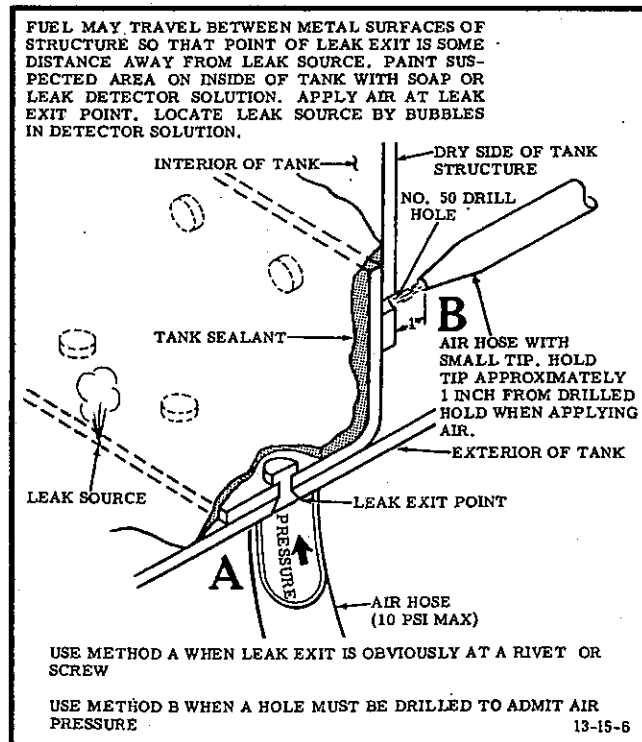 FUEL MAY TRAVEL BETWEEN METAL SURFACES OF
STRUCTURE SO THAT POINT OF LEAK EXIT IS SOME
DISTANCE AWAY FROM LEAK SOURCE. PAINT SUS-
PECTED AREA ON INSIDE OF TANK WITH SOAP OR
LEAK DETECTOR SOLUTION. APPLY AIR AT LEAK
EXIT POINT. LOCATE LEAK SOURCE BY BUBBLES
IN DETECTOR SOLUTION.
INTERIOR OF TANK
DRY SIDE OF TANK
STRUCTURE
NO. 50 DRILL
HOLE
TANK SEALANT
1"
B
AIR HOSE WITH
SMALL TIP. HOLD
TIP APPROXIMATELY
1 INCH FROM DRILLED
HOLD WHEN APPLYING
AIR.
EXTERIOR OF TANK
LEAK SOURCE
LEAK EXIT POINT
A
PRESSURE
AIR HOSE
(10 PSI MAX)
USE METHOD A WHEN LEAK EXIT IS OBVIOUSLY AT A RIVET OR
SCREW
USE METHOD B WHEN A HOLE MUST BE DRILLED TO ADMIT AIR
PRESSURE
13-15-6